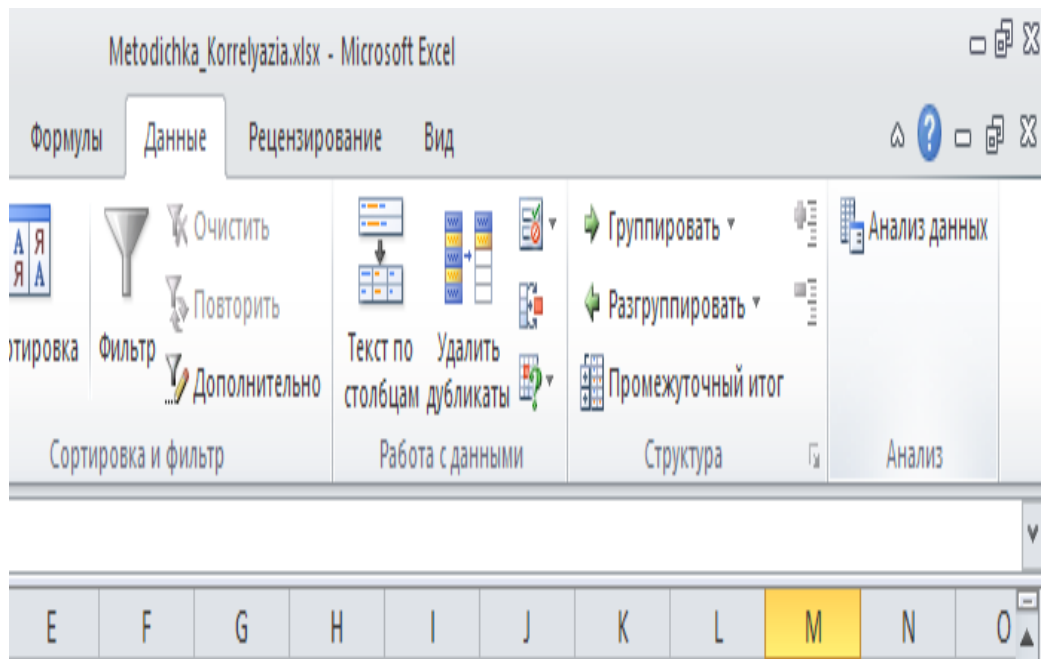 Metodichka_Korrelyazia.xlsx - Microsoft Excel
Формулы Данные Рецензирование Вид
Очистить
Повторить
Дополнительно
Фильтр
Текст по столбцам
Удалить дубликаты
Группировать
Разгруппировать
Промежуточный итог
Анализ данных
Сортировка и фильтр Работа с данными Структура Анализ
E F G H I J K L M N O